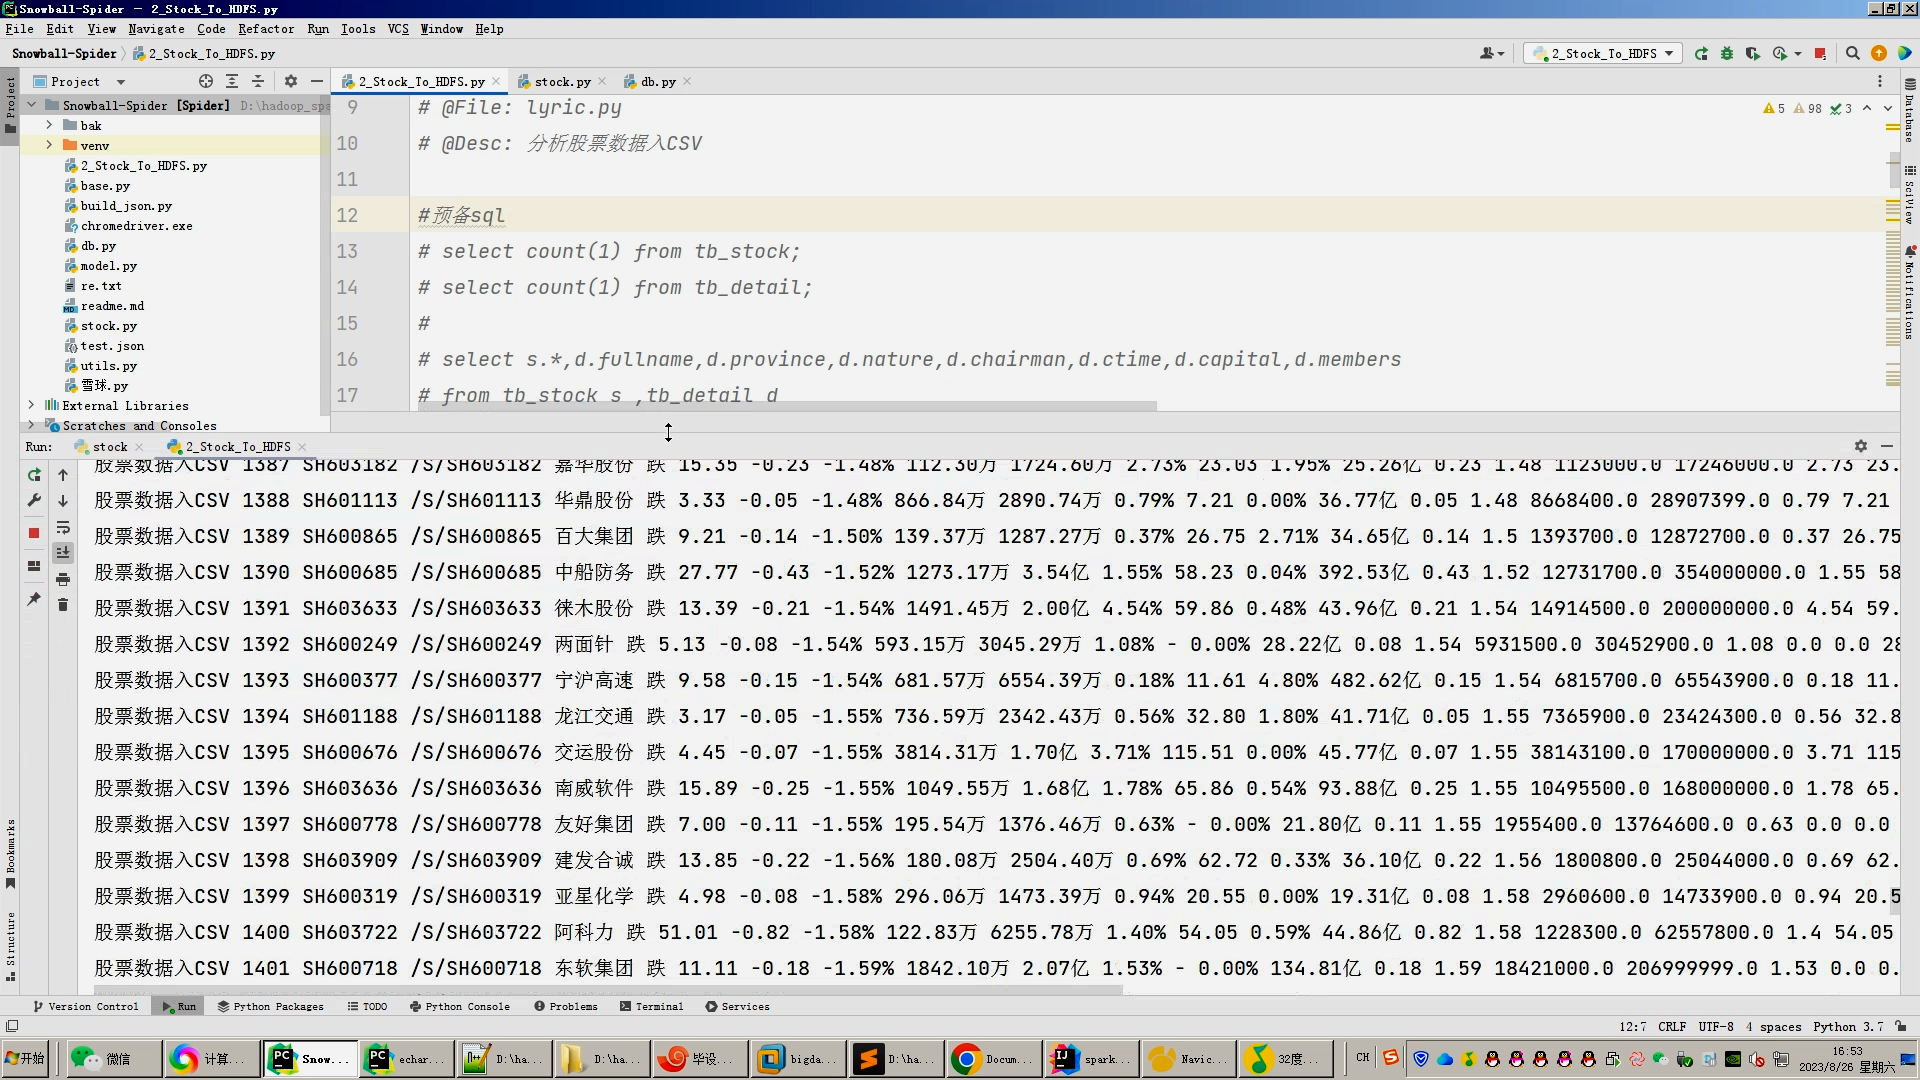 Snowball-Spider – 2_Stock_To_HDFS.py
File Edit View Navigate Code Refactor Run Tools VCS Window Help
Snowball-Spider 2_Stock_To_HDFS.py
2_Stock_To_HDFS
Project
2_Stock_To_HDFS.py stock.py db.py
Snowball-Spider [Spider] D:\hadoop_spa
bak
venv
2_Stock_To_HDFS.py
base.py
build_json.py
chromedriver.exe
db.py
model.py
re.txt
readme.md
stock.py
test.json
utils.py
雪球.py
External Libraries
Scratches and Consoles
9 # @File: lyric.py
5 98 3
10 # @Desc: 分析股票数据入CSV
11
12 #预备sql
13 # select count(1) from tb_stock;
14 # select count(1) from tb_detail;
15 #
16 # select s.*,d.fullname,d.province,d.nature,d.chairman,d.ctime,d.capital,d.members
17 # from tb_stock s ,tb_detail d
Project
Bookmarks
Structure
Database
SciView
Notifications
Run: stock 2_Stock_To_HDFS
股票数据入CSV 1387 SH603182 /S/SH603182 嘉华股份 跌 15.35 -0.23 -1.48% 112.30万 1724.60万 2.73% 23.03 1.95% 25.26亿 0.23 1.48 1123000.0 17246000.0 2.73 23.
股票数据入CSV 1388 SH601113 /S/SH601113 华鼎股份 跌 3.33 -0.05 -1.48% 866.84万 2890.74万 0.79% 7.21 0.00% 36.77亿 0.05 1.48 8668400.0 28907399.0 0.79 7.21
股票数据入CSV 1389 SH600865 /S/SH600865 百大集团 跌 9.21 -0.14 -1.50% 139.37万 1287.27万 0.37% 26.75 2.71% 34.65亿 0.14 1.5 1393700.0 12872700.0 0.37 26.75
股票数据入CSV 1390 SH600685 /S/SH600685 中船防务 跌 27.77 -0.43 -1.52% 1273.17万 3.54亿 1.55% 58.23 0.04% 392.53亿 0.43 1.52 12731700.0 354000000.0 1.55 58
股票数据入CSV 1391 SH603633 /S/SH603633 徕木股份 跌 13.39 -0.21 -1.54% 1491.45万 2.00亿 4.54% 59.86 0.48% 43.96亿 0.21 1.54 14914500.0 200000000.0 4.54 59.
股票数据入CSV 1392 SH600249 /S/SH600249 两面针 跌 5.13 -0.08 -1.54% 593.15万 3045.29万 1.08% - 0.00% 28.22亿 0.08 1.54 5931500.0 30452900.0 1.08 0.0 0.0 28
股票数据入CSV 1393 SH600377 /S/SH600377 宁沪高速 跌 9.58 -0.15 -1.54% 681.57万 6554.39万 0.18% 11.61 4.80% 482.62亿 0.15 1.54 6815700.0 65543900.0 0.18 11.
股票数据入CSV 1394 SH601188 /S/SH601188 龙江交通 跌 3.17 -0.05 -1.55% 736.59万 2342.43万 0.56% 32.80 1.80% 41.71亿 0.05 1.55 7365900.0 23424300.0 0.56 32.8
股票数据入CSV 1395 SH600676 /S/SH600676 交运股份 跌 4.45 -0.07 -1.55% 3814.31万 1.70亿 3.71% 115.51 0.00% 45.77亿 0.07 1.55 38143100.0 170000000.0 3.71 115
股票数据入CSV 1396 SH603636 /S/SH603636 南威软件 跌 15.89 -0.25 -1.55% 1049.55万 1.68亿 1.78% 65.86 0.54% 93.88亿 0.25 1.55 10495500.0 168000000.0 1.78 65.
股票数据入CSV 1397 SH600778 /S/SH600778 友好集团 跌 7.00 -0.11 -1.55% 195.54万 1376.46万 0.63% - 0.00% 21.80亿 0.11 1.55 1955400.0 13764600.0 0.63 0.0 0.0
股票数据入CSV 1398 SH603909 /S/SH603909 建发合诚 跌 13.85 -0.22 -1.56% 180.08万 2504.40万 0.69% 62.72 0.33% 36.10亿 0.22 1.56 1800800.0 25044000.0 0.69 62.
股票数据入CSV 1399 SH600319 /S/SH600319 亚星化学 跌 4.98 -0.08 -1.58% 296.06万 1473.39万 0.94% 20.55 0.00% 19.31亿 0.08 1.58 2960600.0 14733900.0 0.94 20.5
股票数据入CSV 1400 SH603722 /S/SH603722 阿科力 跌 51.01 -0.82 -1.58% 122.83万 6255.78万 1.40% 54.05 0.59% 44.86亿 0.82 1.58 1228300.0 62557800.0 1.4 54.05
股票数据入CSV 1401 SH600718 /S/SH600718 东软集团 跌 11.11 -0.18 -1.59% 1842.10万 2.07亿 1.53% - 0.00% 134.81亿 0.18 1.59 18421000.0 206999999.0 1.53 0.0 0.
Version Control Run Python Packages TODO Python Console Problems Terminal Services
12:7 CRLF UTF-8 4 spaces Python 3.7
开始 微信 计算... Snow... echar... D:\ha... D:\ha... 毕设... bigda... D:\ha... Docum... spark... Navic... 32度... CH 16:53
2023/8/26 星期六